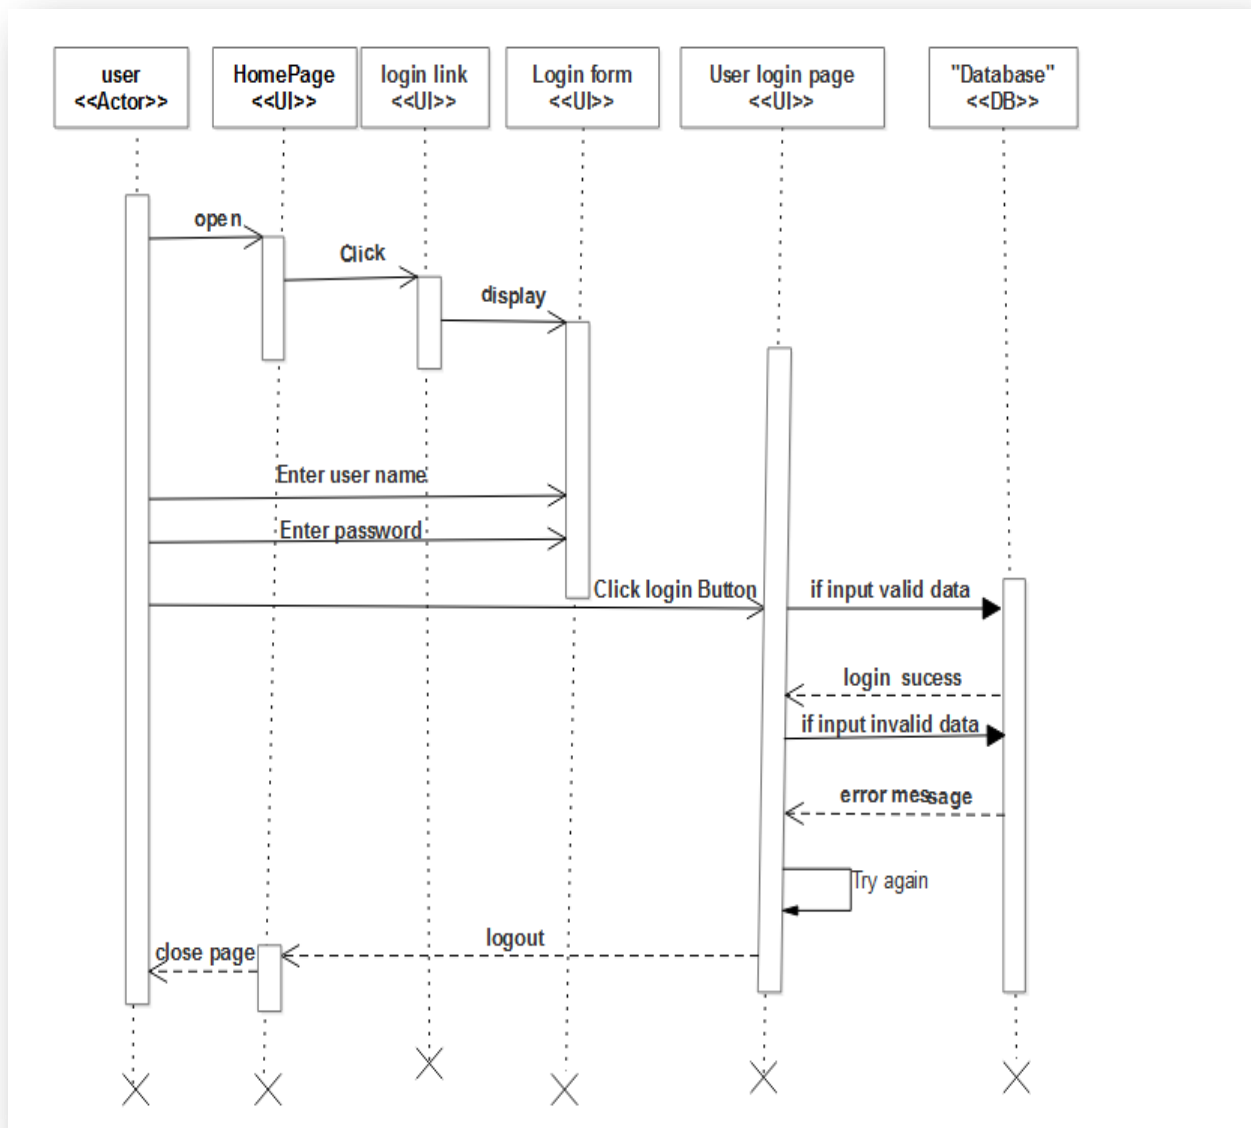 user
<<Actor>>
HomePage
<<UI>>
login link
<<UI>>
Login form
<<UI>>
User login page
<<UI>>
"Database"
<<DB>>
open
Click
display
Enter user name
Enter password
Click login Button
if input valid data
login sucess
if input invalid data
error message
Try again
logout
close page